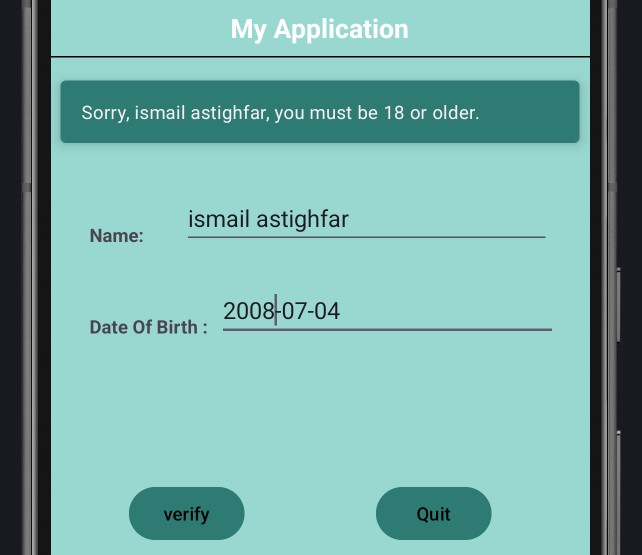 My Application
Sorry, ismail astighfar, you must be 18 or older.
Name: ismail astighfar
Date Of Birth : 2008-07-04
verify Quit